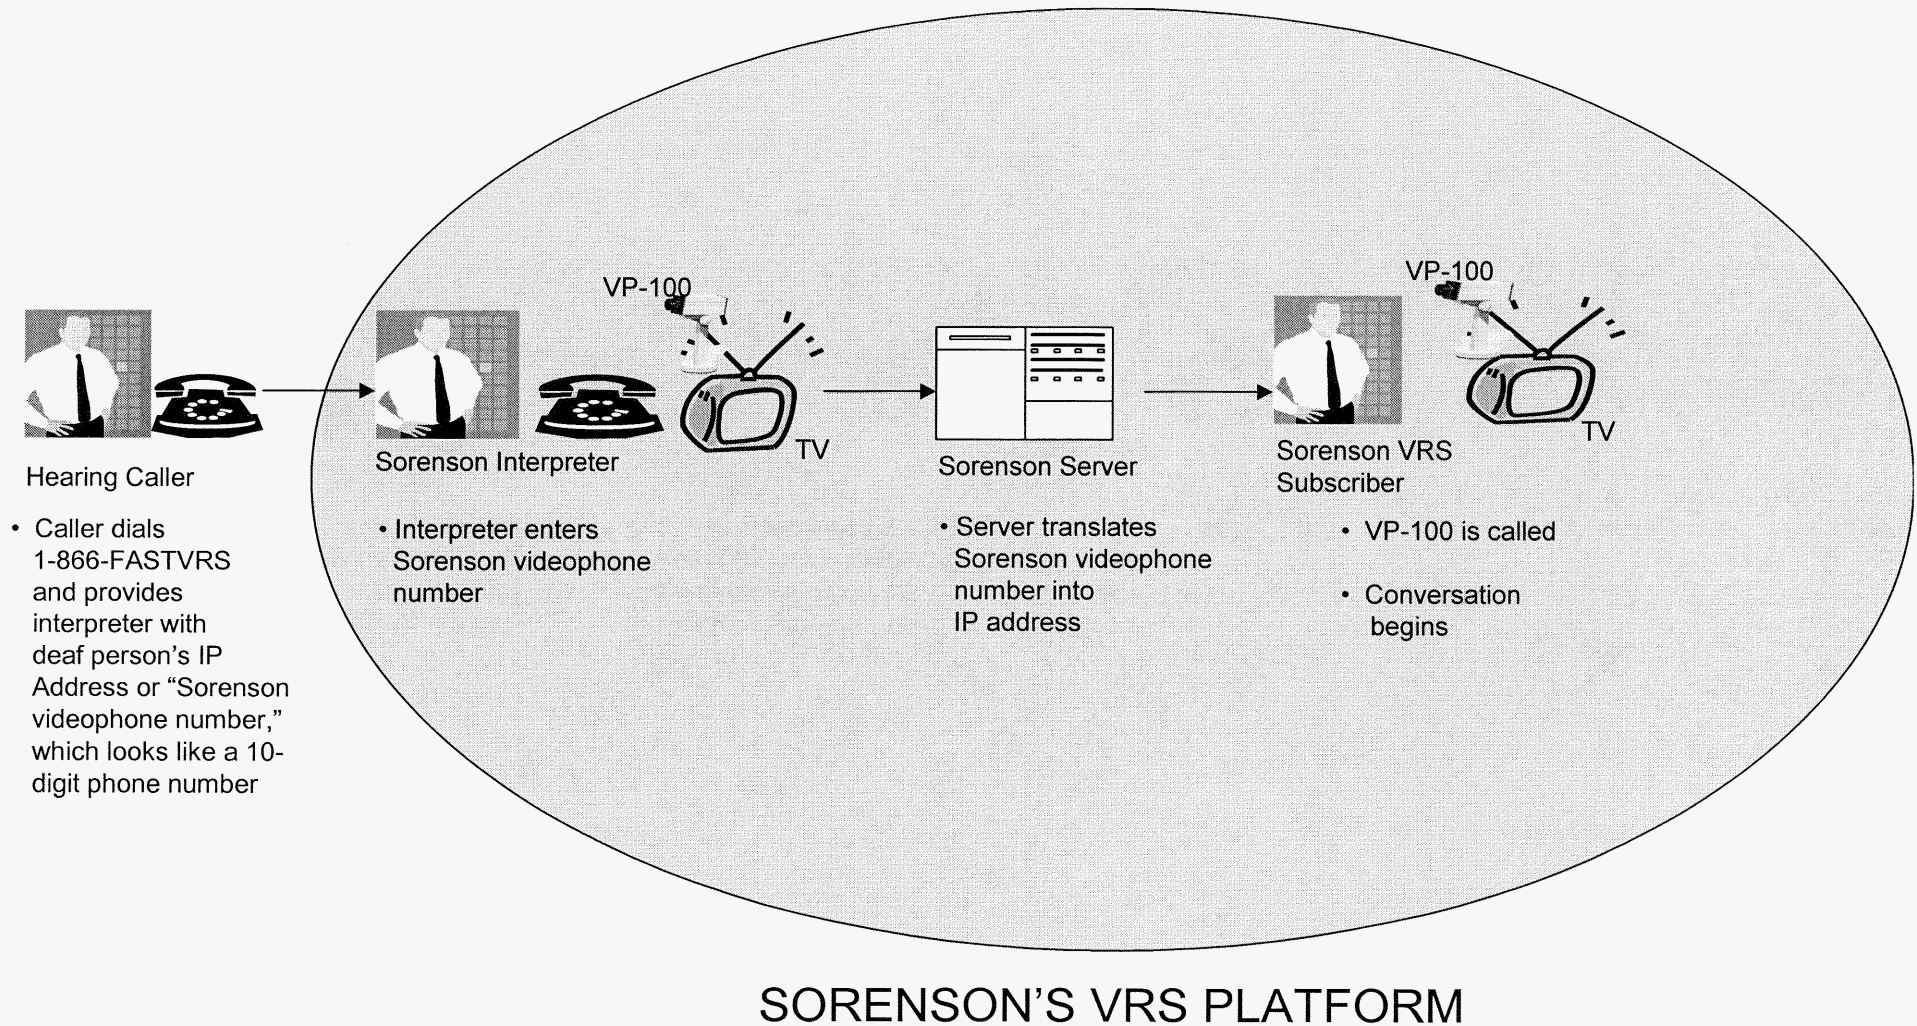 Hearing Caller
• Caller dials
1-866-FASTVRS
and provides
interpreter with
deaf person's IP
Address or “Sorenson
videophone number,”
which looks like a 10-
digit phone number
VP-100
TV
Sorenson Interpreter
• Interpreter enters
Sorenson videophone
number
Sorenson Server
• Server translates
Sorenson videophone
number into
IP address
VP-100
TV
Sorenson VRS
Subscriber
• VP-100 is called
• Conversation
begins
SORENSON'S VRS PLATFORM